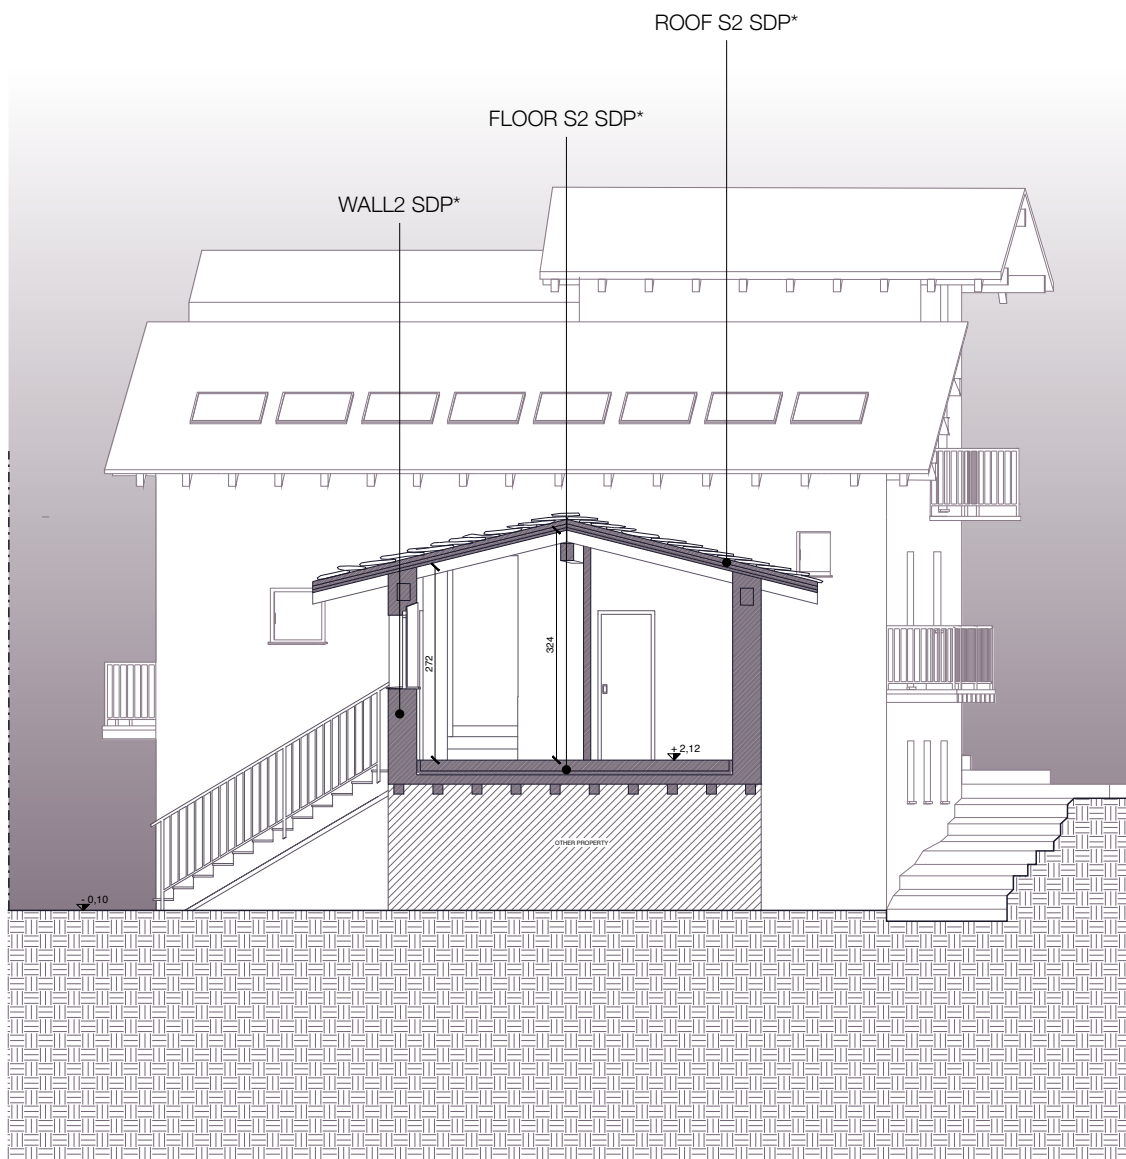 ROOF S2 SDP*
FLOOR S2 SDP*
WALL2 SDP*
272
324
+ 2,12
OTHER PROPERTY
- 0,10